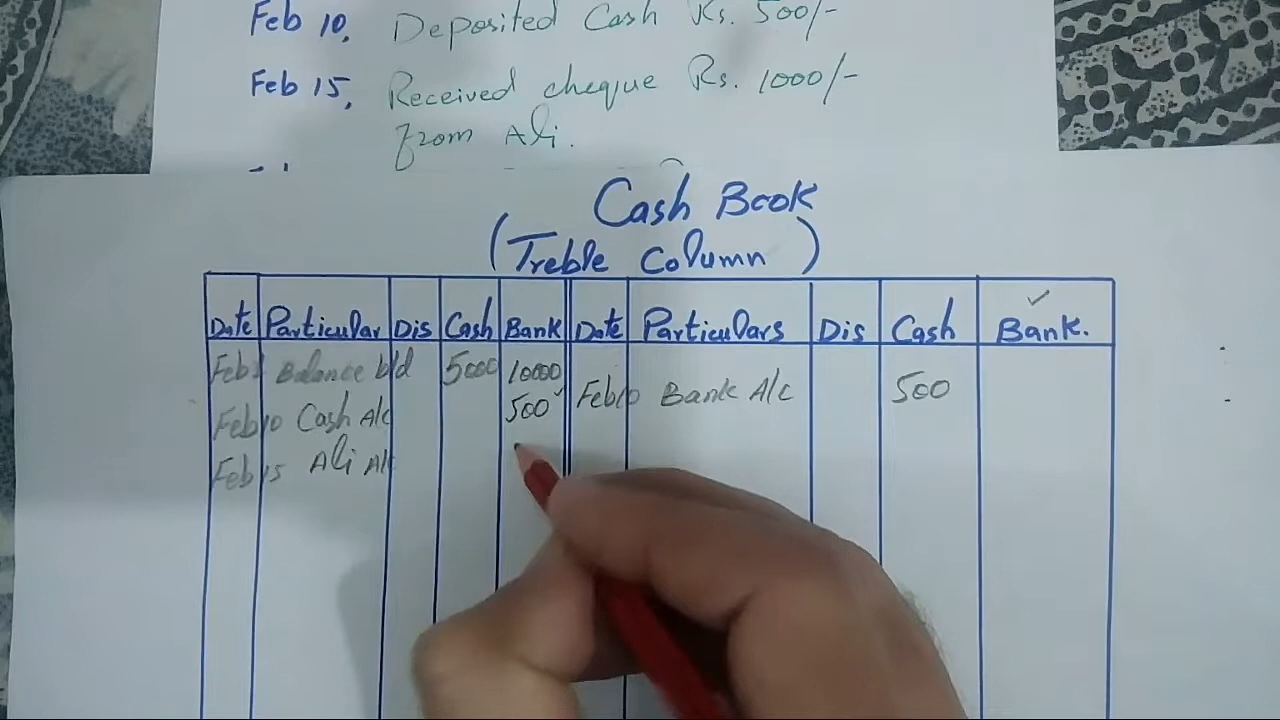 Feb 10, Deposited Cash Rs. 500/-
Feb 15, Received cheque Rs. 1000/-
from Ali.
Cash Book
(Treble Column)
Date Particular Dis Cash Bank Date Particulars Dis Cash Bank.
Feb 1 Balance b/d 5000 10000
Feb 10 Cash A/c 500 Feb 10 Bank A/c 500
Feb 15 Ali A/c